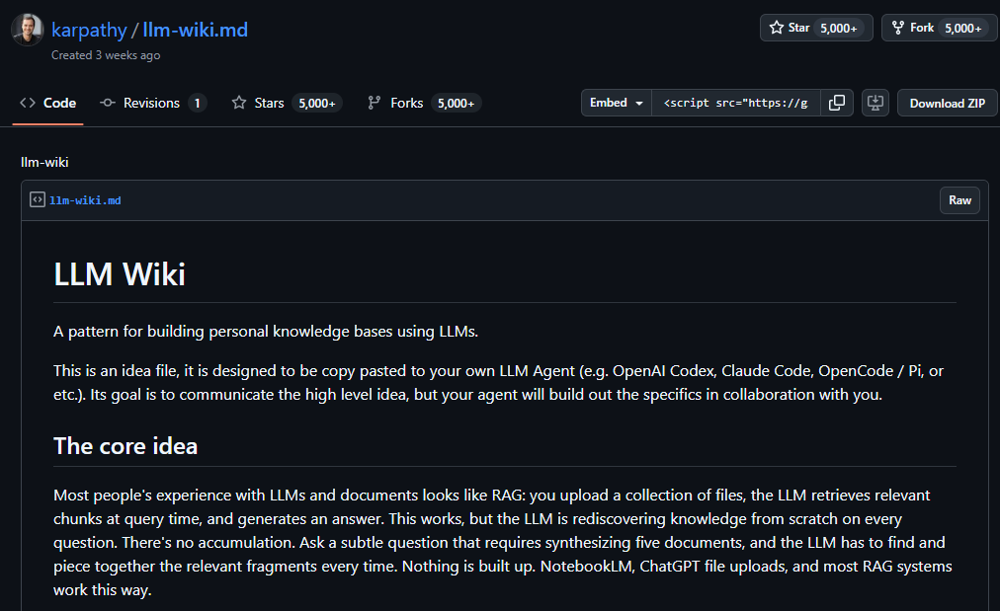 karpathy / llm-wiki.md
Created 3 weeks ago
Star 5,000+
Fork 5,000+
Code
Revisions 1
Stars 5,000+
Forks 5,000+
Embed
<script src="https://g
Download ZIP
llm-wiki
llm-wiki.md
Raw
LLM Wiki
A pattern for building personal knowledge bases using LLMs.
This is an idea file, it is designed to be copy pasted to your own LLM Agent (e.g. OpenAI Codex, Claude Code, OpenCode / Pi, or
etc.). Its goal is to communicate the high level idea, but your agent will build out the specifics in collaboration with you.
The core idea
Most people's experience with LLMs and documents looks like RAG: you upload a collection of files, the LLM retrieves relevant
chunks at query time, and generates an answer. This works, but the LLM is rediscovering knowledge from scratch on every
question. There's no accumulation. Ask a subtle question that requires synthesizing five documents, and the LLM has to find and
piece together the relevant fragments every time. Nothing is built up. NotebookLM, ChatGPT file uploads, and most RAG systems
work this way.